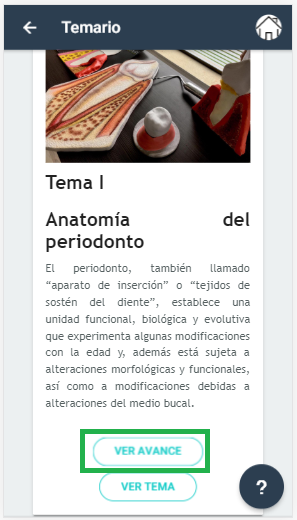 Temario
Tema I
Anatomía del
periodonto
El periodonto, también llamado
“aparato de inserción” o “tejidos de
sostén del diente”, establece una
unidad funcional, biológica y evolutiva
que experimenta algunas modificaciones
con la edad y, además está sujeta a
alteraciones morfológicas y funcionales,
así como a modificaciones debidas a
alteraciones del medio bucal.
VER AVANCE
VER TEMA
?